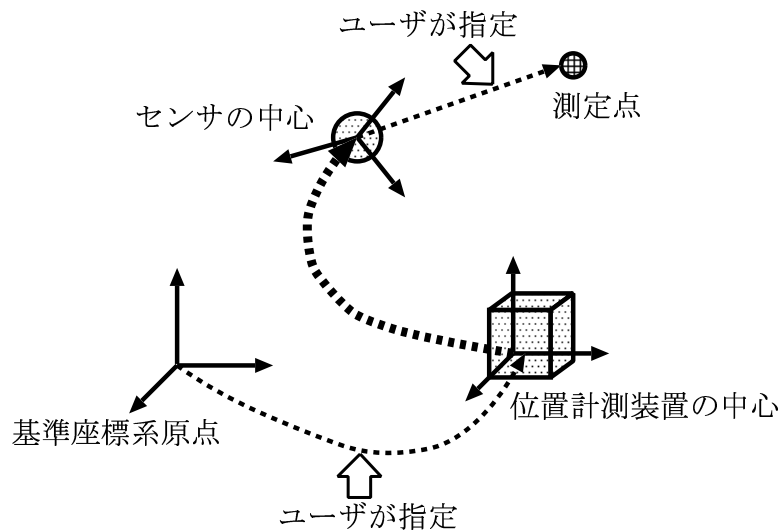 ユーザが指定
測定点
センサの中心
位置計測装置の中心
基準座標系原点
ユーザが指定